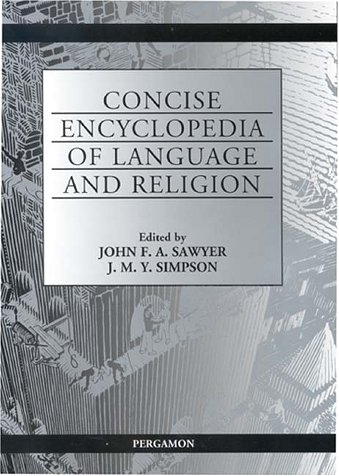 CONCISE
ENCYCLOPEDIA
OF LANGUAGE
AND RELIGION
Edited by
JOHN F. A. SAWYER
J. M. Y. SIMPSON
PERGAMON